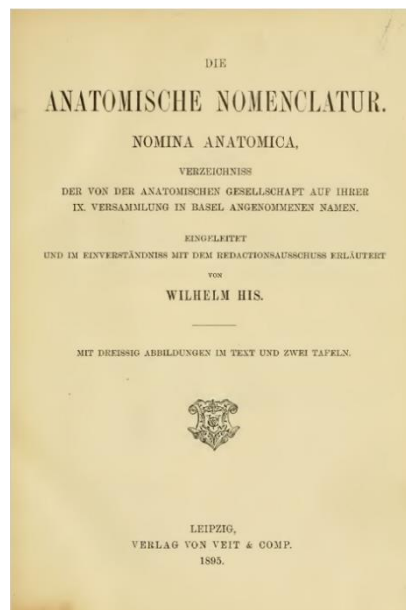 DIE
ANATOMISCHE NOMENCLATUR.
NOMINA ANATOMICA,
VERZEICHNISS
DER VON DER ANATOMISCHEN GESELLSCHAFT AUF IHRER
IX. VERSAMMLUNG IN BASEL ANGENOMMENEN NAMEN.
EINGELEITET
UND IM EINVERSTÄNDNISS MIT DEM REDACTIONSAUSSCHUSS ERLÄUTERT
VON
WILHELM HIS.
MIT DREISSIG ABBILDUNGEN IM TEXT UND ZWEI TAFELN.
LEIPZIG,
VERLAG VON VEIT & COMP.
1895.